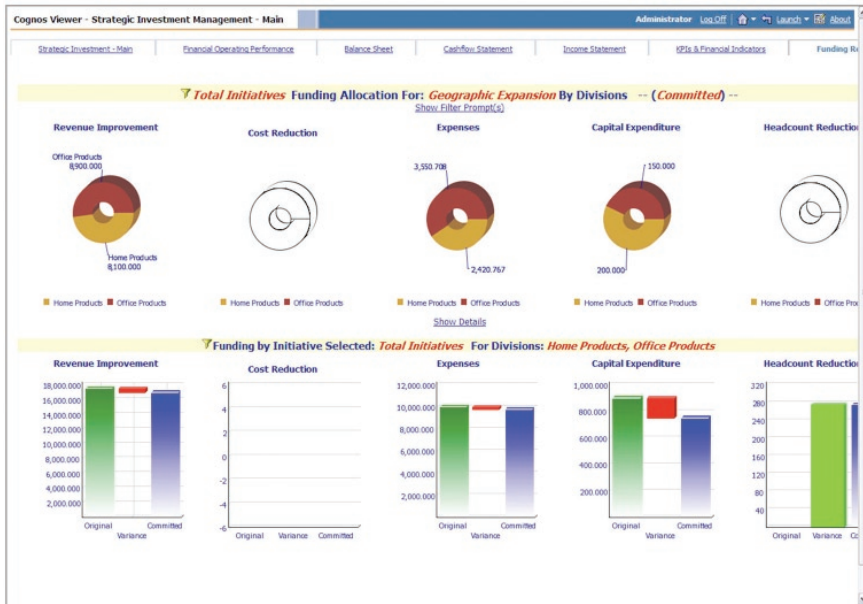 Cognos Viewer - Strategic Investment Management - Main
Administrator Log Off Launch About
Strategic Investment - Main Financial Operating Performance Balance Sheet Cashflow Statement Income Statement KPIs & Financial Indicators Funding
Total Initiatives Funding Allocation For: Geographic Expansion By Divisions -- (Committed) --
Show Filter Prompt(s)
Revenue Improvement Cost Reduction Expenses Capital Expenditure Headcount Reduction
Office Products
8,900.000
Home Products
8,100.000
3,550.708
2,420.767
150.000
200.000
Home Products Office Products
Home Products Office Products
Home Products Office Products
Home Products Office Products
Home Products Office
Show Details
Funding by Initiative Selected: Total Initiatives For Divisions: Home Products, Office Products
Revenue Improvement
18,000.000
16,000.000
14,000.000
12,000.000
10,000.000
8,000.000
6,000.000
4,000.000
2,000.000
Original Variance Committed
Cost Reduction
6
4
2
0
-2
-4
-6
Original Variance Committed
Expenses
12,000.000
10,000.000
8,000.000
6,000.000
4,000.000
2,000.000
Original Variance Committed
Capital Expenditure
1,000.000
800.000
600.000
400.000
200.000
Original Variance Committed
Headcount Reduction
320
280
240
200
160
120
80
40
Original Variance